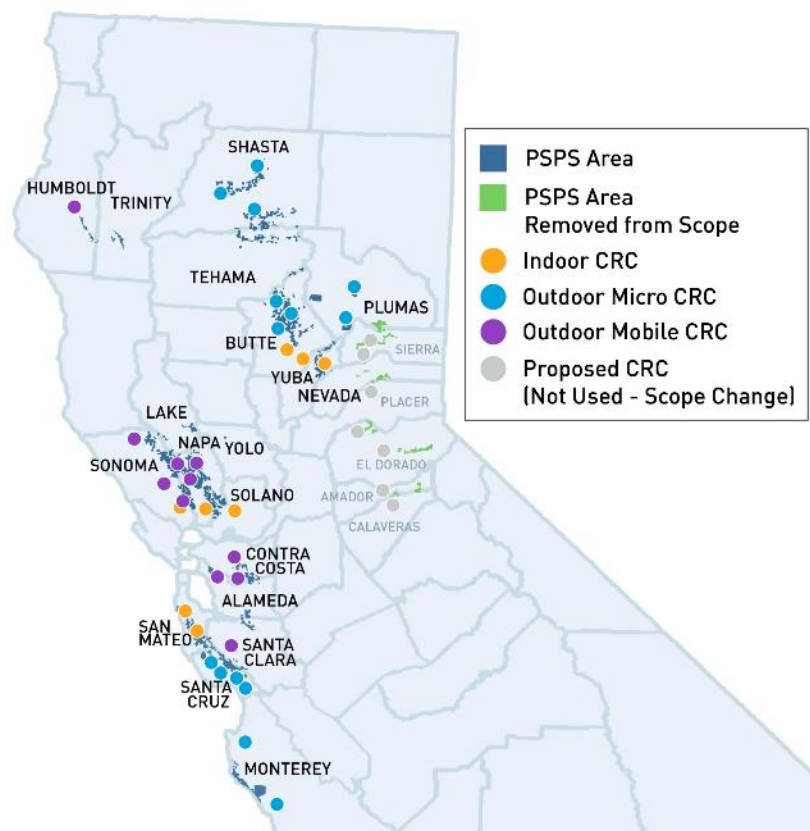 SHASTA
HUMBOLDT
TRINITY
TEHAMA
PLUMAS
BUTTE
SIERRA
YUBA
NEVADA
PLACER
LAKE
NAPA
YOLO
SONOMA
EL DORADO
SOLANO
AMADOR
CALAVERAS
CONTRA
COSTA
ALAMEDA
SAN
MATEO
SANTA
CLARA
SANTA
CRUZ
MONTEREY
PSPS Area
PSPS Area
Removed from Scope
Indoor CRC
Outdoor Micro CRC
Outdoor Mobile CRC
Proposed CRC
(Not Used - Scope Change)